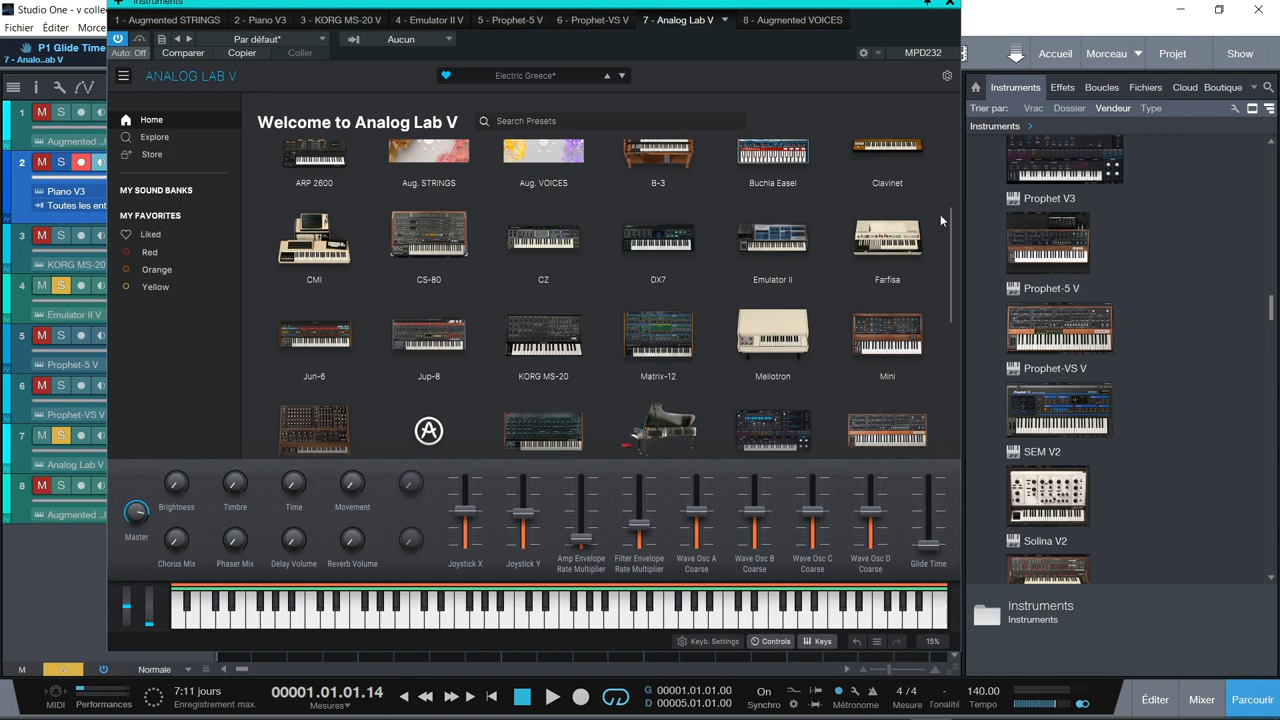 Studio One - v collec
Instruments
Fichier Éditer Morce
1 - Augmented STRINGS 2 - Piano V3 3 - KORG MS-20 V 4 - Emulator II V 5 - Prophet-5 V 6 - Prophet-VS V 7 - Analog Lab V 8 - Augmented VOICES
P1 Glide Time
7 - Analo..ab V
Par défaut* Aucun
Auto: Off Comparer Copier Coller MPD232
Accueil Morceau Projet Show
ANALOG LAB V Electric Greece*
Instruments Effets Boucles Fichiers Cloud Boutique
Trier par: Vrac Dossier Vendeur Type
Instruments
Home
Explore
Store
MY SOUND BANKS
MY FAVORITES
Liked
Red
Orange
Yellow
Welcome to Analog Lab V Search Presets
ARP 2600 Aug. STRINGS Aug. VOICES B-3 Buchla Easel Clavinet
CMI CS-80 CZ DX7 Emulator II Farfisa
Jun-6 Jup-8 KORG MS-20 Matrix-12 Mellotron Mini
1 M S
Augmented ..
2 M S
Piano V3
Toutes les ent
3 M S
KORG MS-20
4 M S
Emulator II V
5 M S
Prophet-5 V
6 M S
Prophet-VS V
7 M S
Analog Lab V
8 M S
Augmented ..
Prophet V3
Prophet-5 V
Prophet-VS V
SEM V2
Solina V2
Instruments
Instruments
Master
Brightness Timbre Time Movement
Chorus Mix Phaser Mix Delay Volume Reverb Volume
Joystick X Joystick Y Amp Envelope Rate Multiplier Filter Envelope Rate Multiplier Wave Osc A Coarse Wave Osc B Coarse Wave Osc C Coarse Wave Osc D Coarse Glide Time
Keyb. Settings Controls Keys 15%
M S Normale
MIDI Performances
7:11 jours
Enregistrement max.
00001.01.01.14
Mesures
G 00001.01.01.00
D 00005.01.01.00
On
Synchro
Métronome
4 / 4
Mesure
-
Tonalité
140.00
Tempo
Éditer Mixer Parcourir